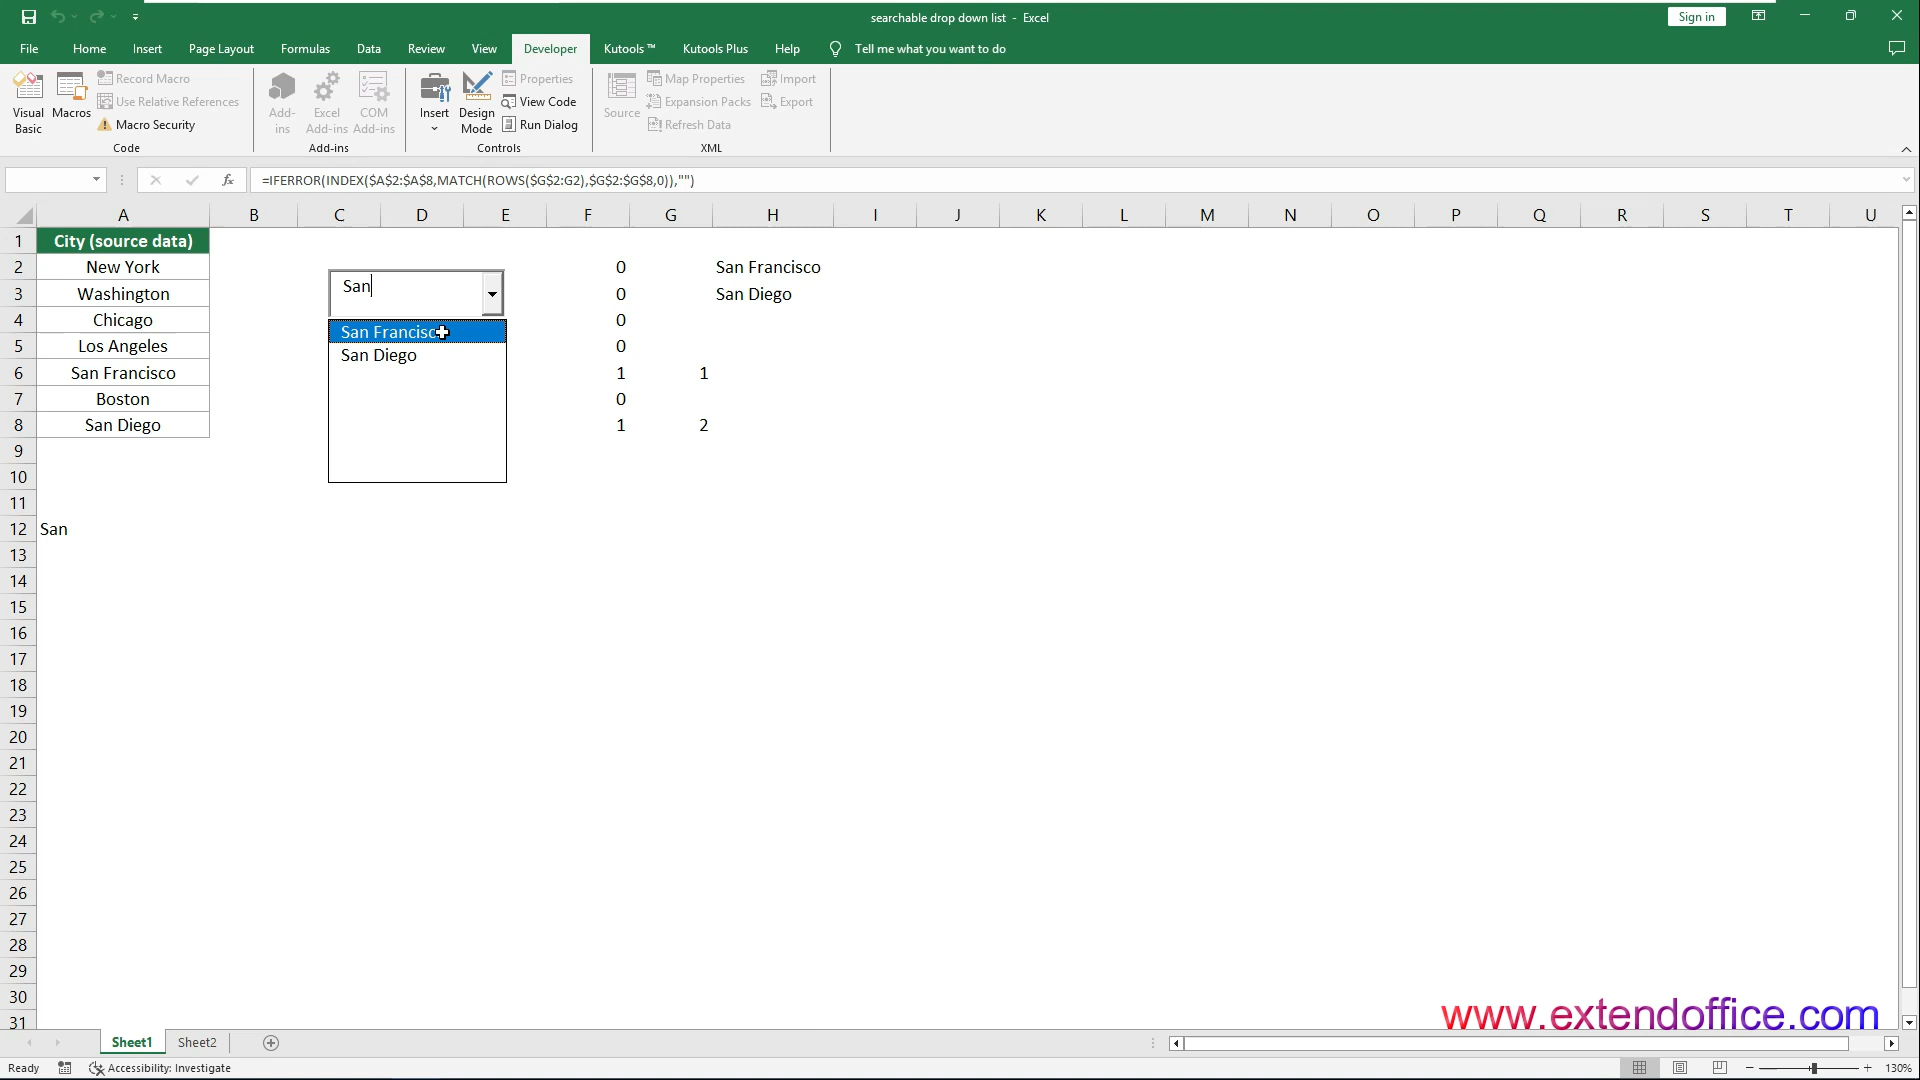 searchable drop down list - Excel
Sign in
File Home Insert Page Layout Formulas Data Review View Developer Kutools ™ Kutools Plus Help Tell me what you want to do
Visual Basic
Macros
Record Macro
Use Relative References
Macro Security
Code
Add-ins
Excel Add-ins
COM Add-ins
Add-ins
Insert
Design Mode
Properties
View Code
Run Dialog
Controls
Source
Map Properties
Expansion Packs
Refresh Data
Import
Export
XML
fx =IFERROR(INDEX($A$2:$A$8,MATCH(ROWS($G$2:G2),$G$2:$G$8,0)),"")
A B C D E F G H I J K L M N O P Q R S T U
1 City (source data)
2 New York 0 San Francisco
3 Washington San 0 San Diego
4 Chicago San Francisco 0
5 Los Angeles San Diego 0
6 San Francisco 1 1
7 Boston 0
8 San Diego 1 2
9
10
11
12 San
13
14
15
16
17
18
19
20
21
22
23
24
25
26
27
28
29
30
31
www.extendoffice.com
Sheet1 Sheet2
Ready Accessibility: Investigate 130%